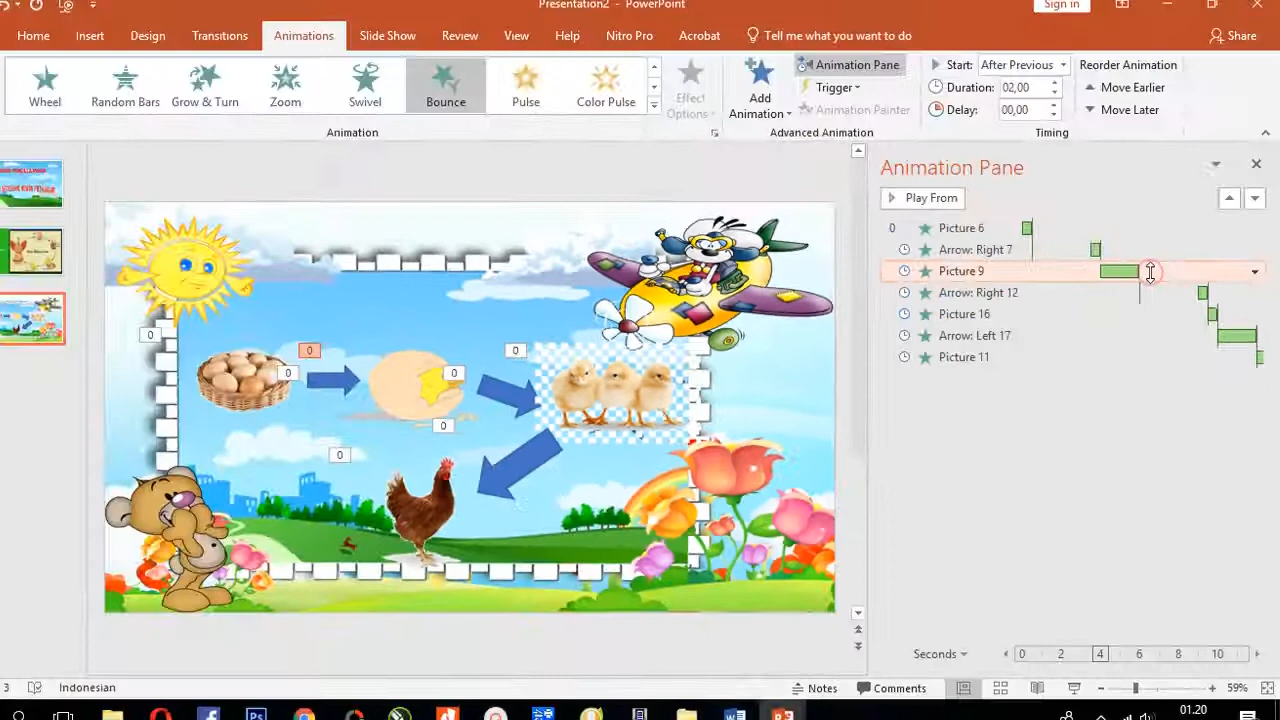 Presentation2 - PowerPoint
Sign in
Home Insert Design Transitions Animations Slide Show Review View Help Nitro Pro Acrobat Tell me what you want to do Share
Wheel Random Bars Grow & Turn Zoom Swivel Bounce Pulse Color Pulse
Effect Options
Add Animation
Animation Pane
Trigger
Animation Painter
Start: After Previous
Duration: 02,00
Delay: 00,00
Reorder Animation
Move Earlier
Move Later
Animation
Advanced Animation
Timing
Animation Pane
Play From
0 Picture 6
Arrow: Right 7
Picture 9
Arrow: Right 12
Picture 16
Arrow: Left 17
Picture 11
0
0
0
0
0
0
0
Seconds 0 2 4 6 8 10
3 Indonesian Notes Comments 59%
01.20